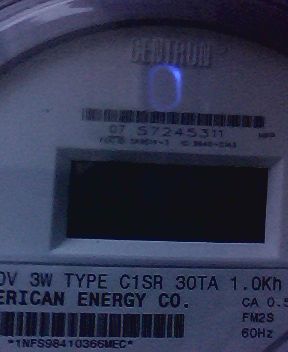 CENTRON
07 57245311
0V 3W TYPE C1SR 30TA 1.0Kh
ERICAN ENERGY CO.
CA 0.5
FM2S
60Hz
*1NFS98410366MEC*